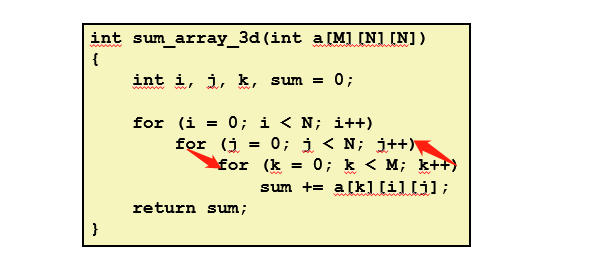 int sum_array_3d(int a[M][N][N])
{
    int i, j, k, sum = 0;

    for (i = 0; i < N; i++)
        for (j = 0; j < N; j++)
            for (k = 0; k < M; k++)
                sum += a[k][i][j];
    return sum;
}